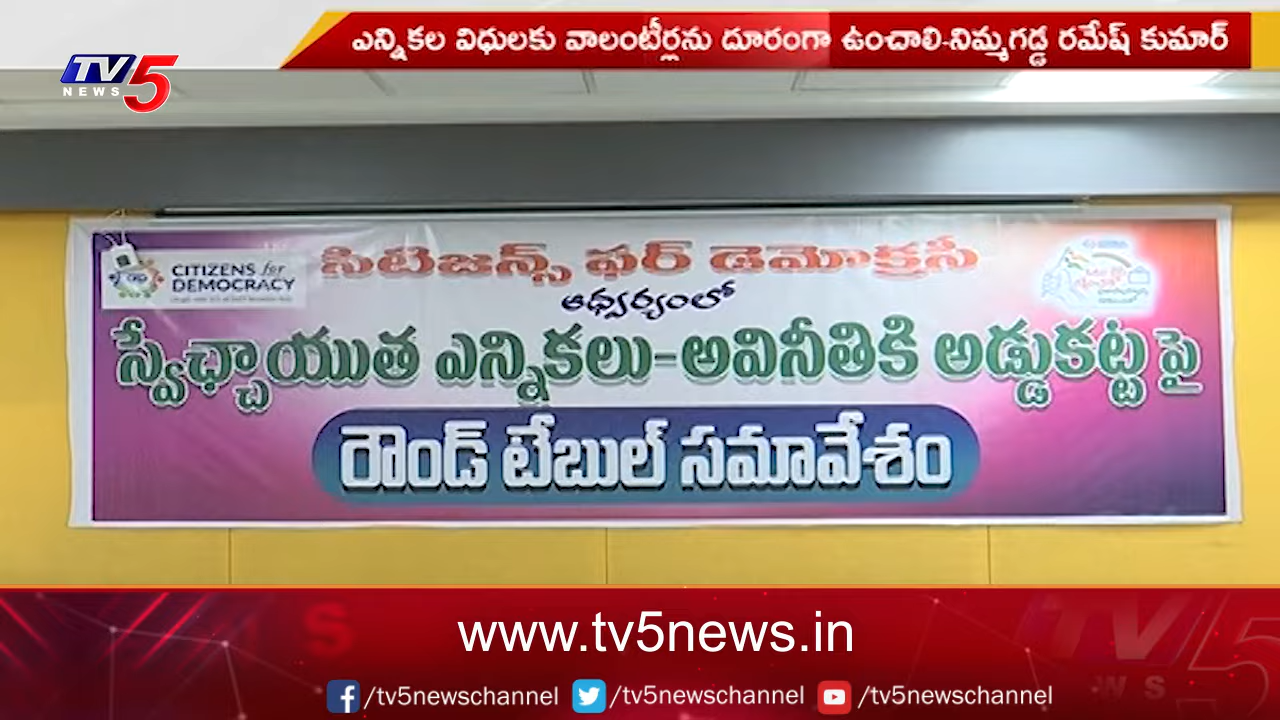 ఎన్నికల విధులకు వాలంటీర్లను దూరంగా ఉంచాలి-నిమ్మగడ్డ రమేష్ కుమార్
TV5
NEWS
CITIZENS for
DEMOCRACY
సిటిజన్స్ ఫర్ డెమోక్రసీ
ఆధ్వర్యంలో
స్వేచ్ఛాయుత ఎన్నికలు-అవినీతికి అడ్డుకట్ట పై
రౌండ్ టేబుల్ సమావేశం
www.tv5news.in
/tv5newschannel /tv5newschannel /tv5newschannel